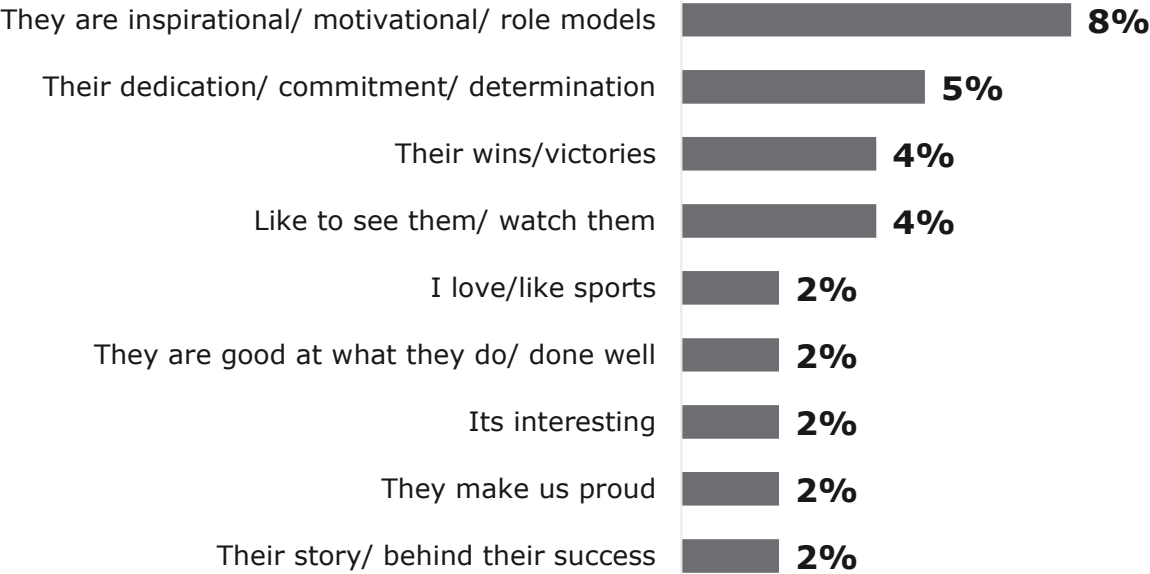 They are inspirational/ motivational/ role models 8%
Their dedication/ commitment/ determination 5%
Their wins/victories 4%
Like to see them/ watch them 4%
I love/like sports 2%
They are good at what they do/ done well 2%
Its interesting 2%
They make us proud 2%
Their story/ behind their success 2%